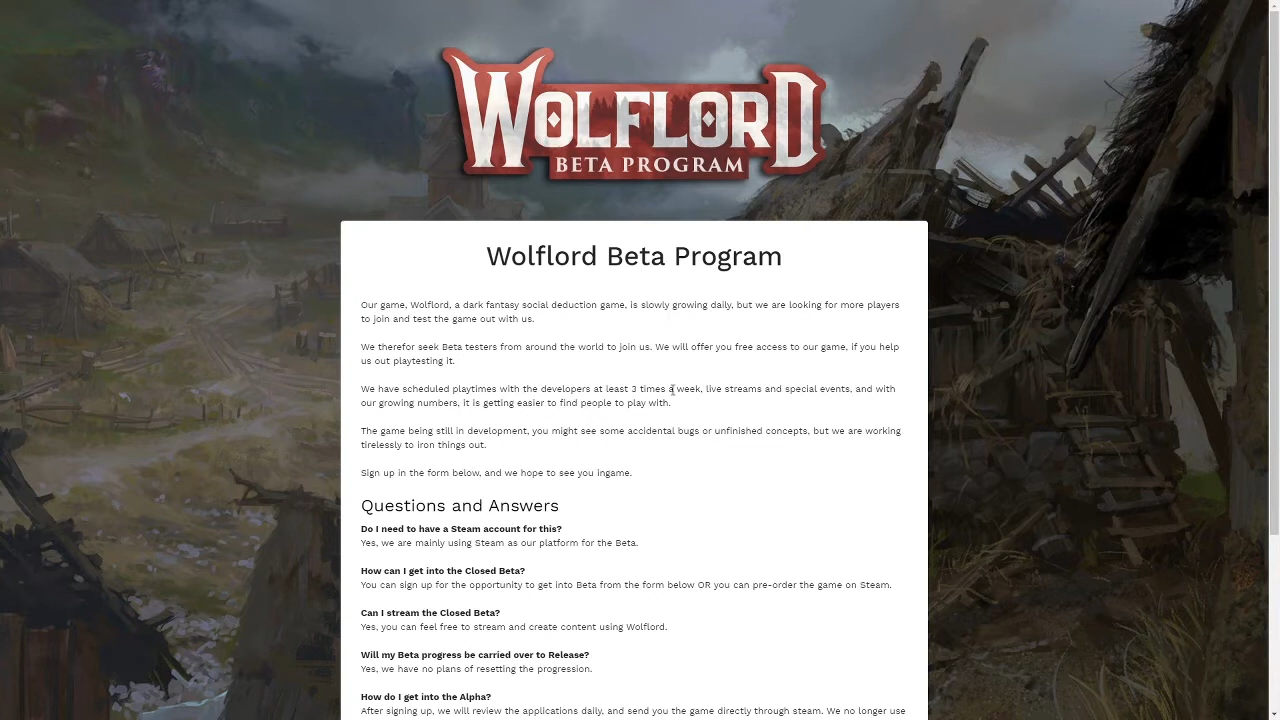 WOLFLORD
BETA PROGRAM
Wolflord Beta Program
Our game, Wolflord, a dark fantasy social deduction game, is slowly growing daily, but we are looking for more players
to join and test the game out with us.
We therefor seek Beta testers from around the world to join us. We will offer you free access to our game, if you help
us out playtesting it.
We have scheduled playtimes with the developers at least 3 times a week, live streams and special events, and with
our growing numbers, it is getting easier to find people to play with.
The game being still in development, you might see some accidental bugs or unfinished concepts, but we are working
tirelessly to iron things out.
Sign up in the form below, and we hope to see you ingame.
Questions and Answers
Do I need to have a Steam account for this?
Yes, we are mainly using Steam as our platform for the Beta.
How can I get into the Closed Beta?
You can sign up for the opportunity to get into Beta from the form below OR you can pre-order the game on Steam.
Can I stream the Closed Beta?
Yes, you can feel free to stream and create content using Wolflord.
Will my Beta progress be carried over to Release?
Yes, we have no plans of resetting the progression.
How do I get into the Alpha?
After signing up, we will review the applications daily, and send you the game directly through steam. We no longer use